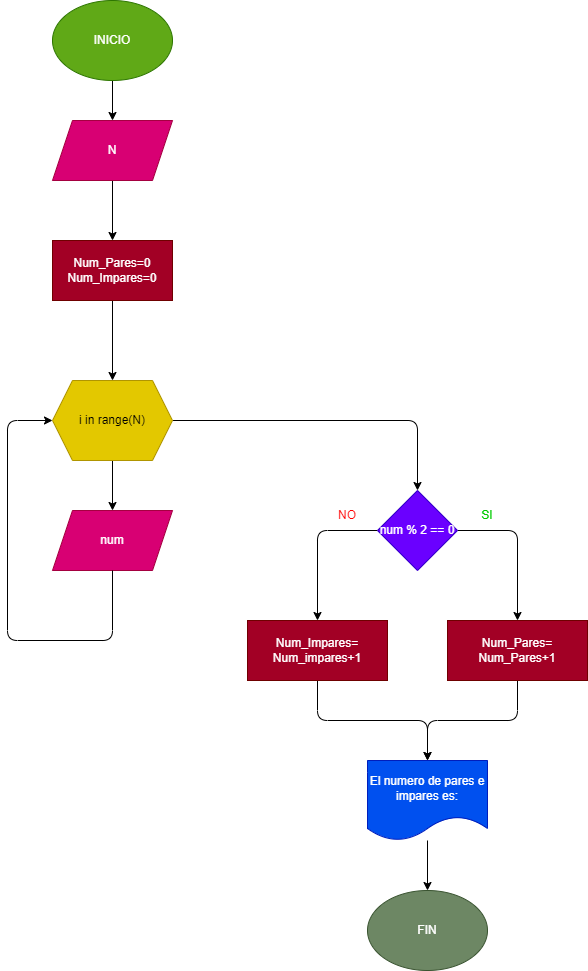 INICIO
N
Num_Pares=0
Num_Impares=0
i in range(N)
num
NO
num % 2 == 0
SI
Num_Impares=
Num_impares+1
Num_Pares=
Num_Pares+1
El numero de pares e
impares es:
FIN